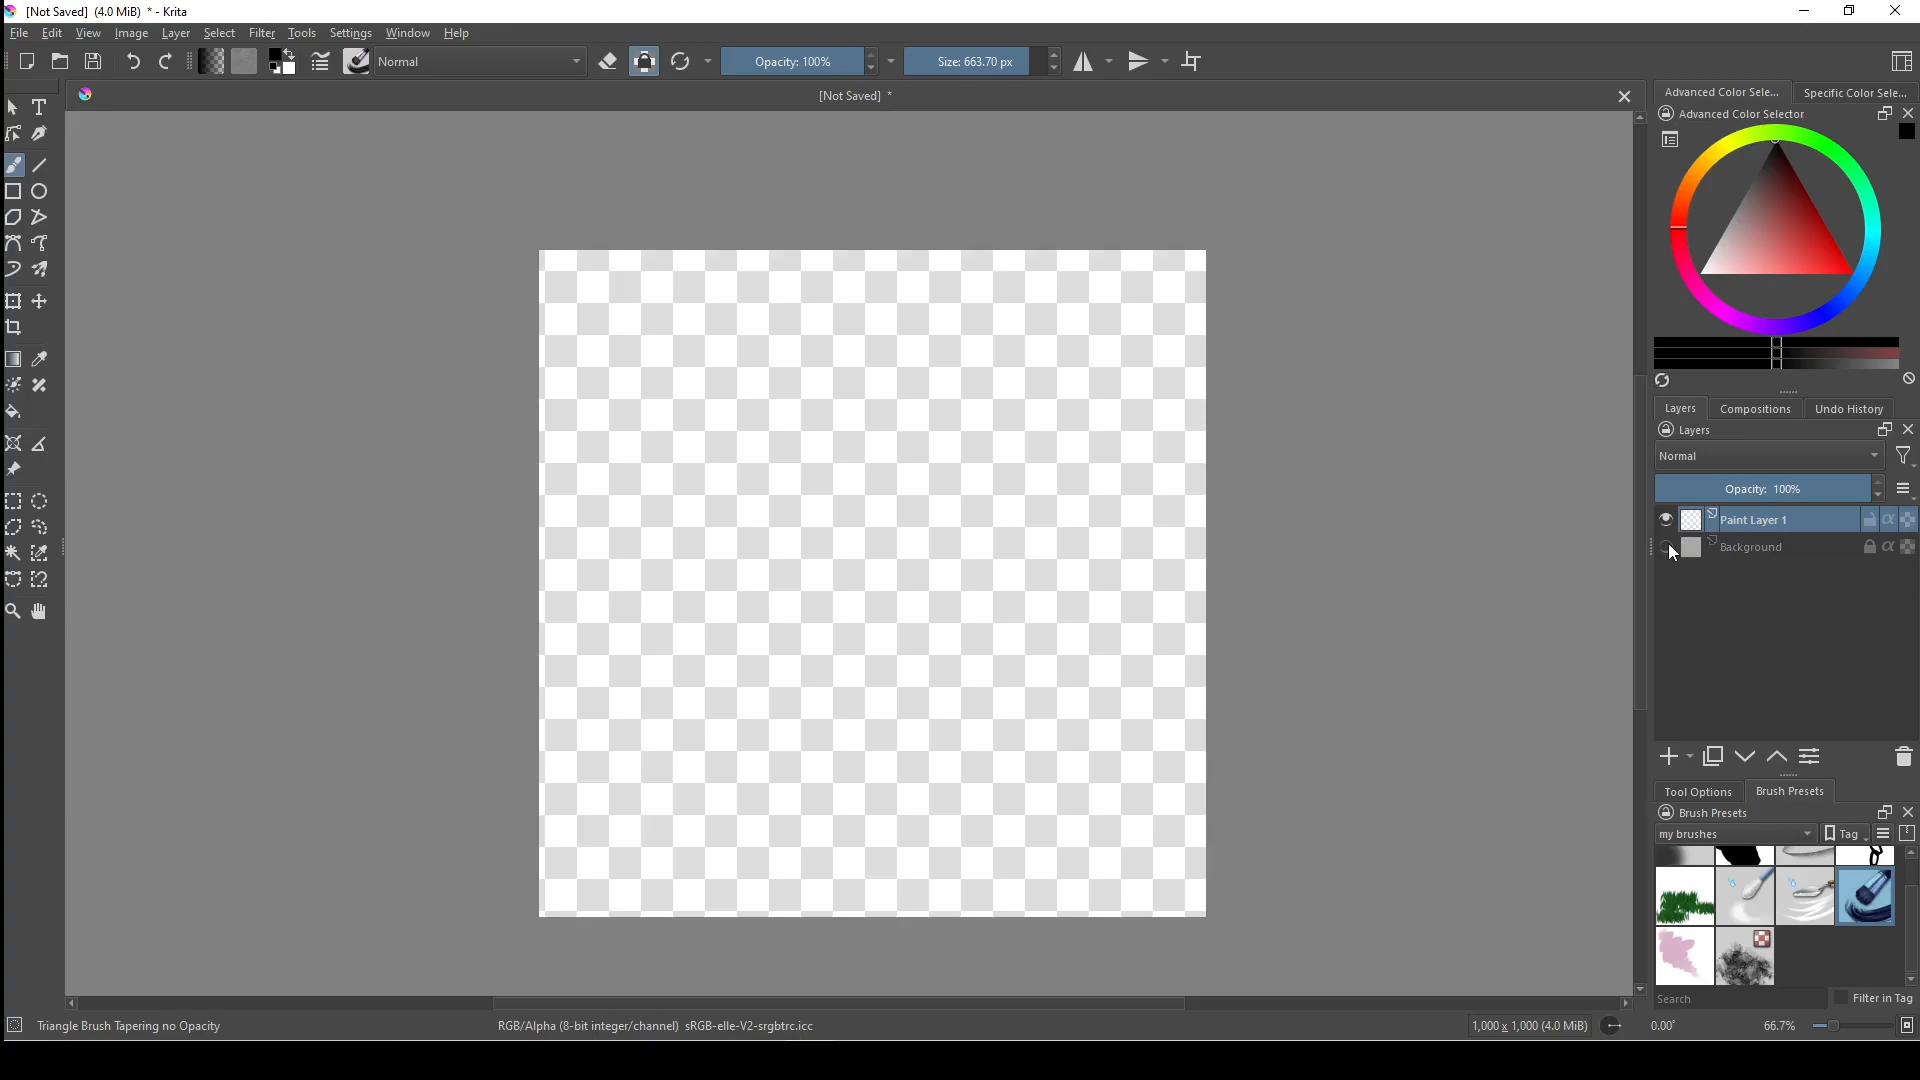 [Not Saved] (4.0 MiB) * - Krita
File Edit View Image Layer Select Filter Tools Settings Window Help
Normal
Opacity: 100%
Size: 663.70 px
[Not Saved] *
Advanced Color Sele...
Specific Color Sele...
Advanced Color Selector
Layers
Compositions
Undo History
Layers
Normal
Opacity: 100%
Paint Layer 1
Background
Tool Options
Brush Presets
Brush Presets
my brushes
Tag
Search
Filter in Tag
Triangle Brush Tapering no Opacity
RGB/Alpha (8-bit integer/channel) sRGB-elle-V2-srgbtrc.icc
1,000 x 1,000 (4.0 MiB)
0.00°
66.7%